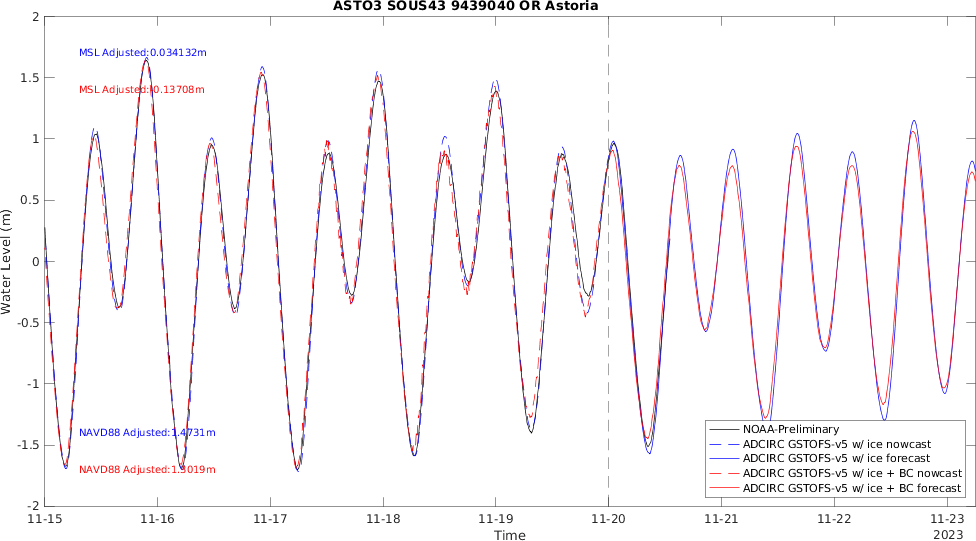 ASTO3 SOUS43 9439040 OR Astoria
2
1.5
1
0.5
0
-0.5
-1
-1.5
-2
Water Level (m)
MSL Adjusted:0.034132m
MSL Adjusted:-0.13708m
NAVD88 Adjusted:1.4731m
NAVD88 Adjusted:1.3019m
NOAA-Preliminary
ADCIRC GSTOFS-v5 w/ ice nowcast
ADCIRC GSTOFS-v5 w/ ice forecast
ADCIRC GSTOFS-v5 w/ ice + BC nowcast
ADCIRC GSTOFS-v5 w/ ice + BC forecast
11-15
11-16
11-17
11-18
11-19
11-20
11-21
11-22
11-23
Time
2023